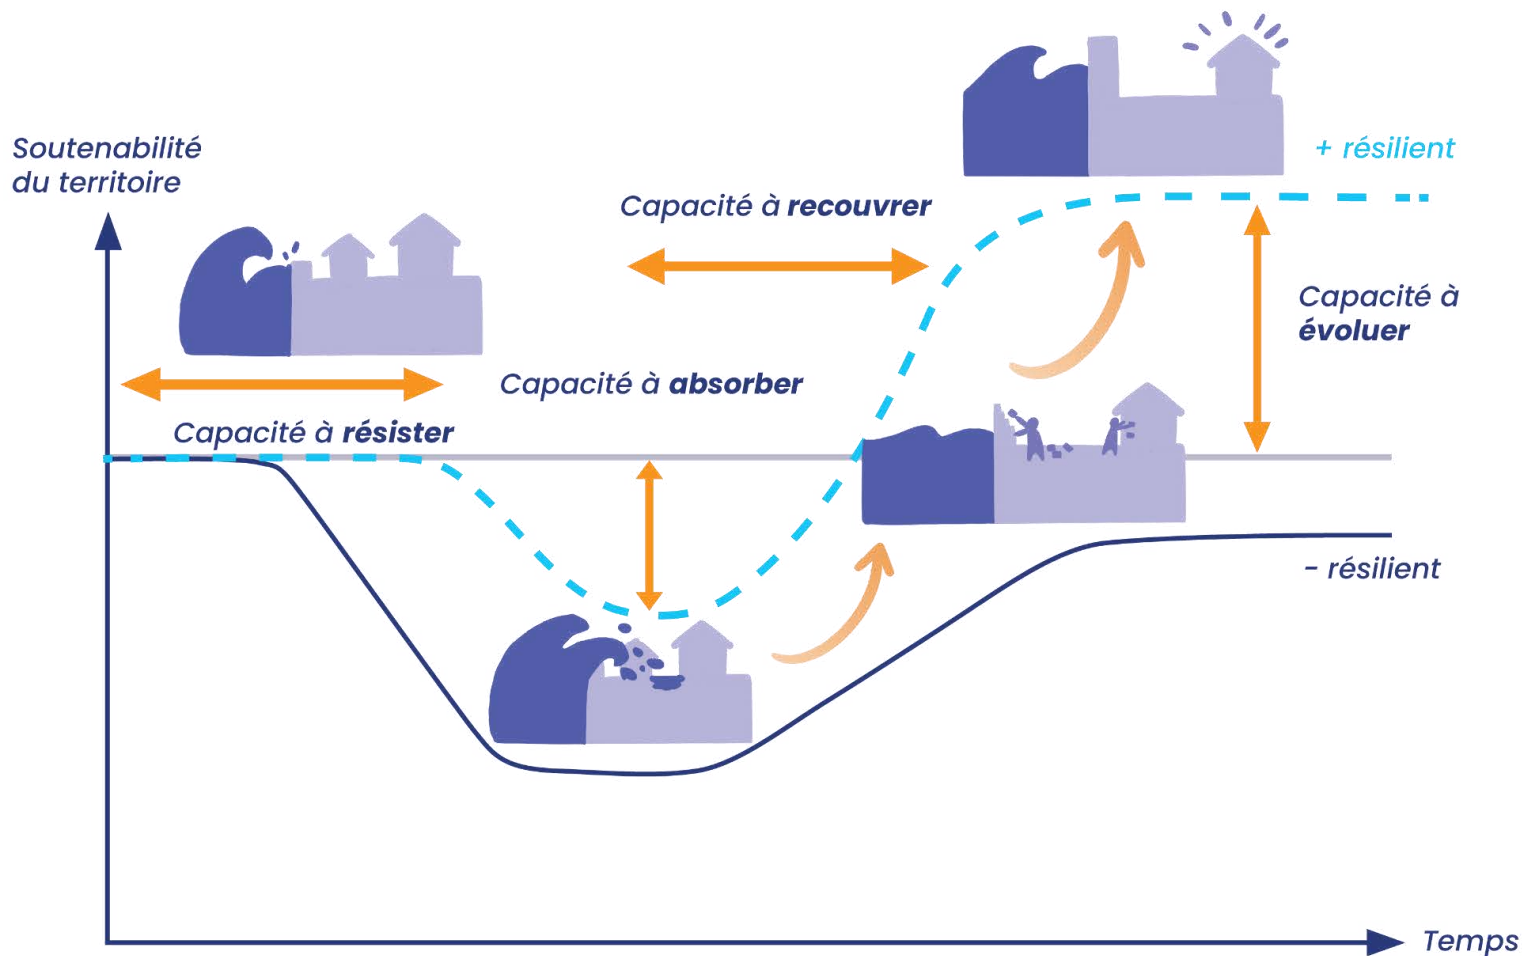 Soutenabilité
du territoire
+ résilient
Capacité à recouvrer
Capacité à
évoluer
Capacité à absorber
Capacité à résister
- résilient
Temps